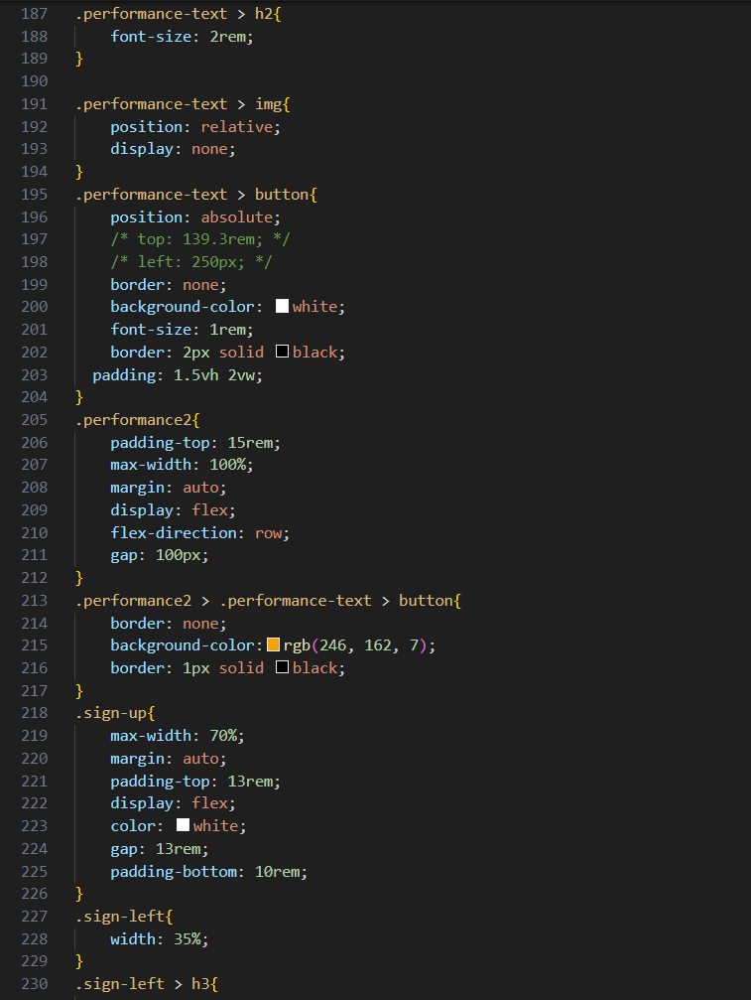 187 .performance-text > h2{
188     font-size: 2rem;
189 }
190
191 .performance-text > img{
192     position: relative;
193     display: none;
194 }
195 .performance-text > button{
196     position: absolute;
197     /* top: 139.3rem; */
198     /* left: 250px; */
199     border: none;
200     background-color: white;
201     font-size: 1rem;
202     border: 2px solid black;
203   padding: 1.5vh 2vw;
204 }
205 .performance2{
206     padding-top: 15rem;
207     max-width: 100%;
208     margin: auto;
209     display: flex;
210     flex-direction: row;
211     gap: 100px;
212 }
213 .performance2 > .performance-text > button{
214     border: none;
215     background-color: rgb(246, 162, 7);
216     border: 1px solid black;
217 }
218 .sign-up{
219     max-width: 70%;
220     margin: auto;
221     padding-top: 13rem;
222     display: flex;
223     color: white;
224     gap: 13rem;
225     padding-bottom: 10rem;
226 }
227 .sign-left{
228     width: 35%;
229 }
230 .sign-left > h3{